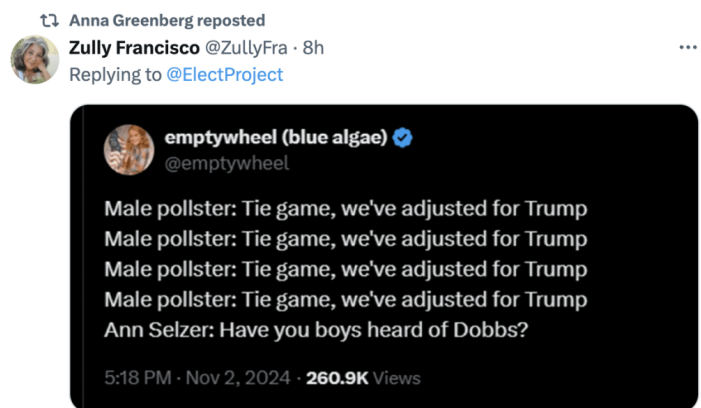 Anna Greenberg reposted
Zully Francisco @ZullyFra · 8h
Replying to @ElectProject
emptywheel (blue algae)
@emptywheel
Male pollster: Tie game, we've adjusted for Trump
Male pollster: Tie game, we've adjusted for Trump
Male pollster: Tie game, we've adjusted for Trump
Male pollster: Tie game, we've adjusted for Trump
Ann Selzer: Have you boys heard of Dobbs?
5:18 PM · Nov 2, 2024 · 260.9K Views